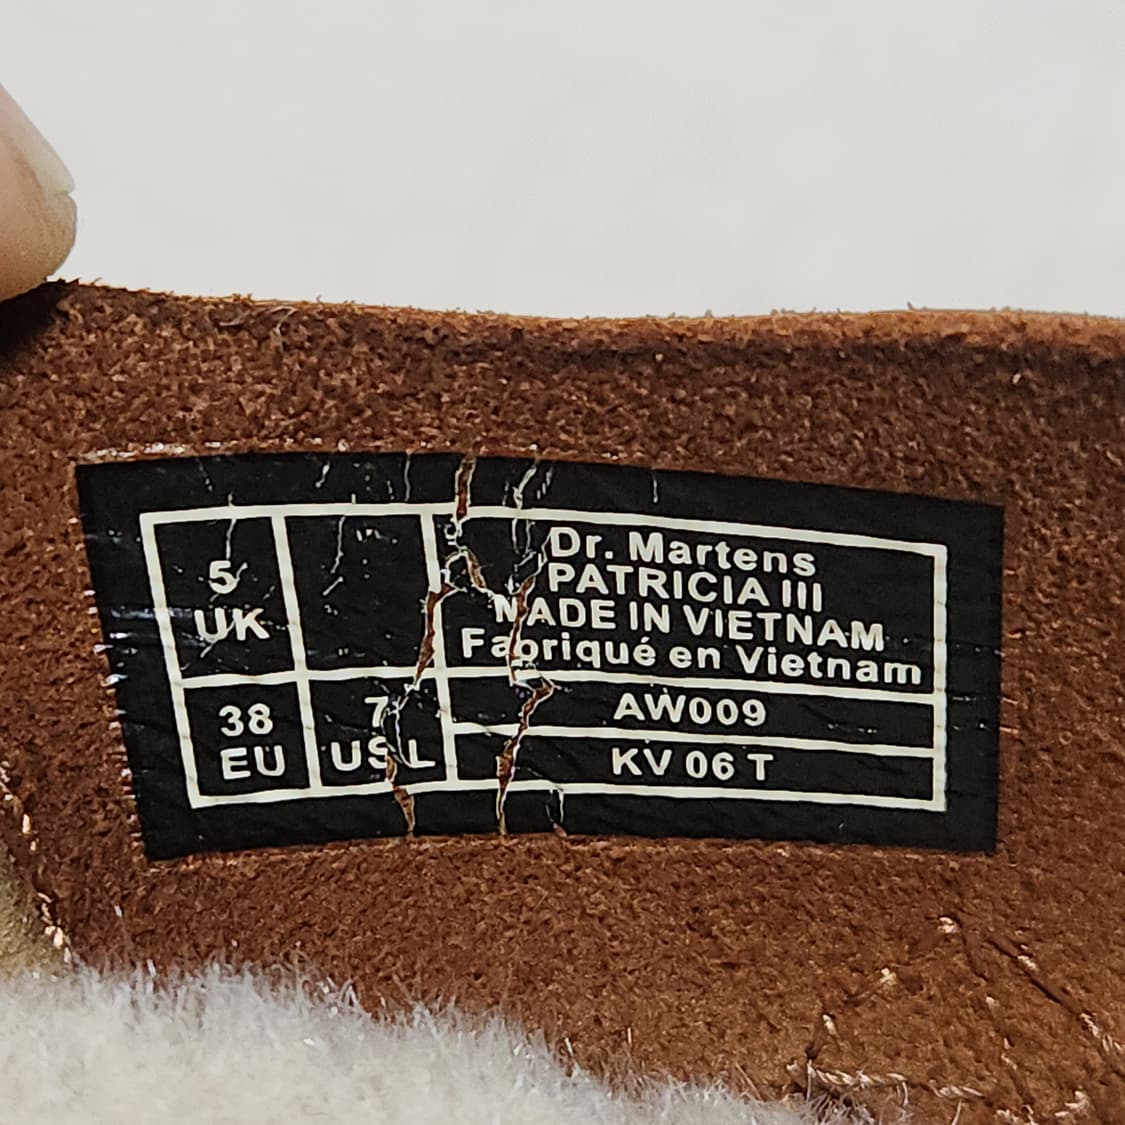 5
UK
Dr. Martens
PATRICIA III
MADE IN VIETNAM
Fabriqué en Vietnam
38
EU
7
US L
AW009
KV 06 T